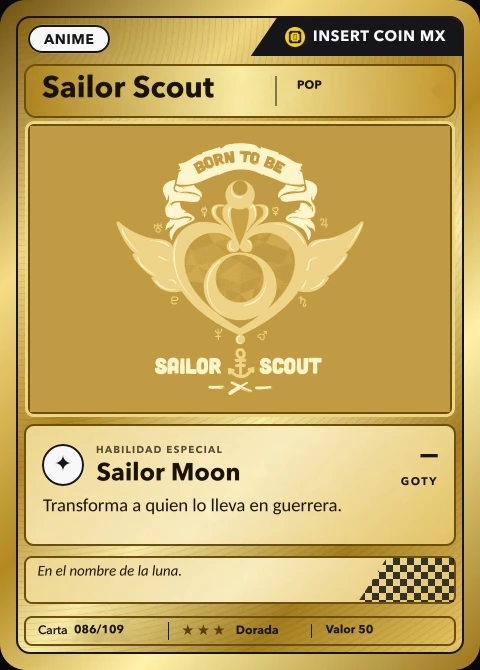 ANIME
INSERT COIN MX
Sailor Scout
POP
BORN TO BE
SAILOR SCOUT
HABILIDAD ESPECIAL
Sailor Moon
GOTY
Transforma a quien lo lleva en guerrera.
En el nombre de la luna.
Carta 086/109
★ ★ ★ Dorada
Valor 50